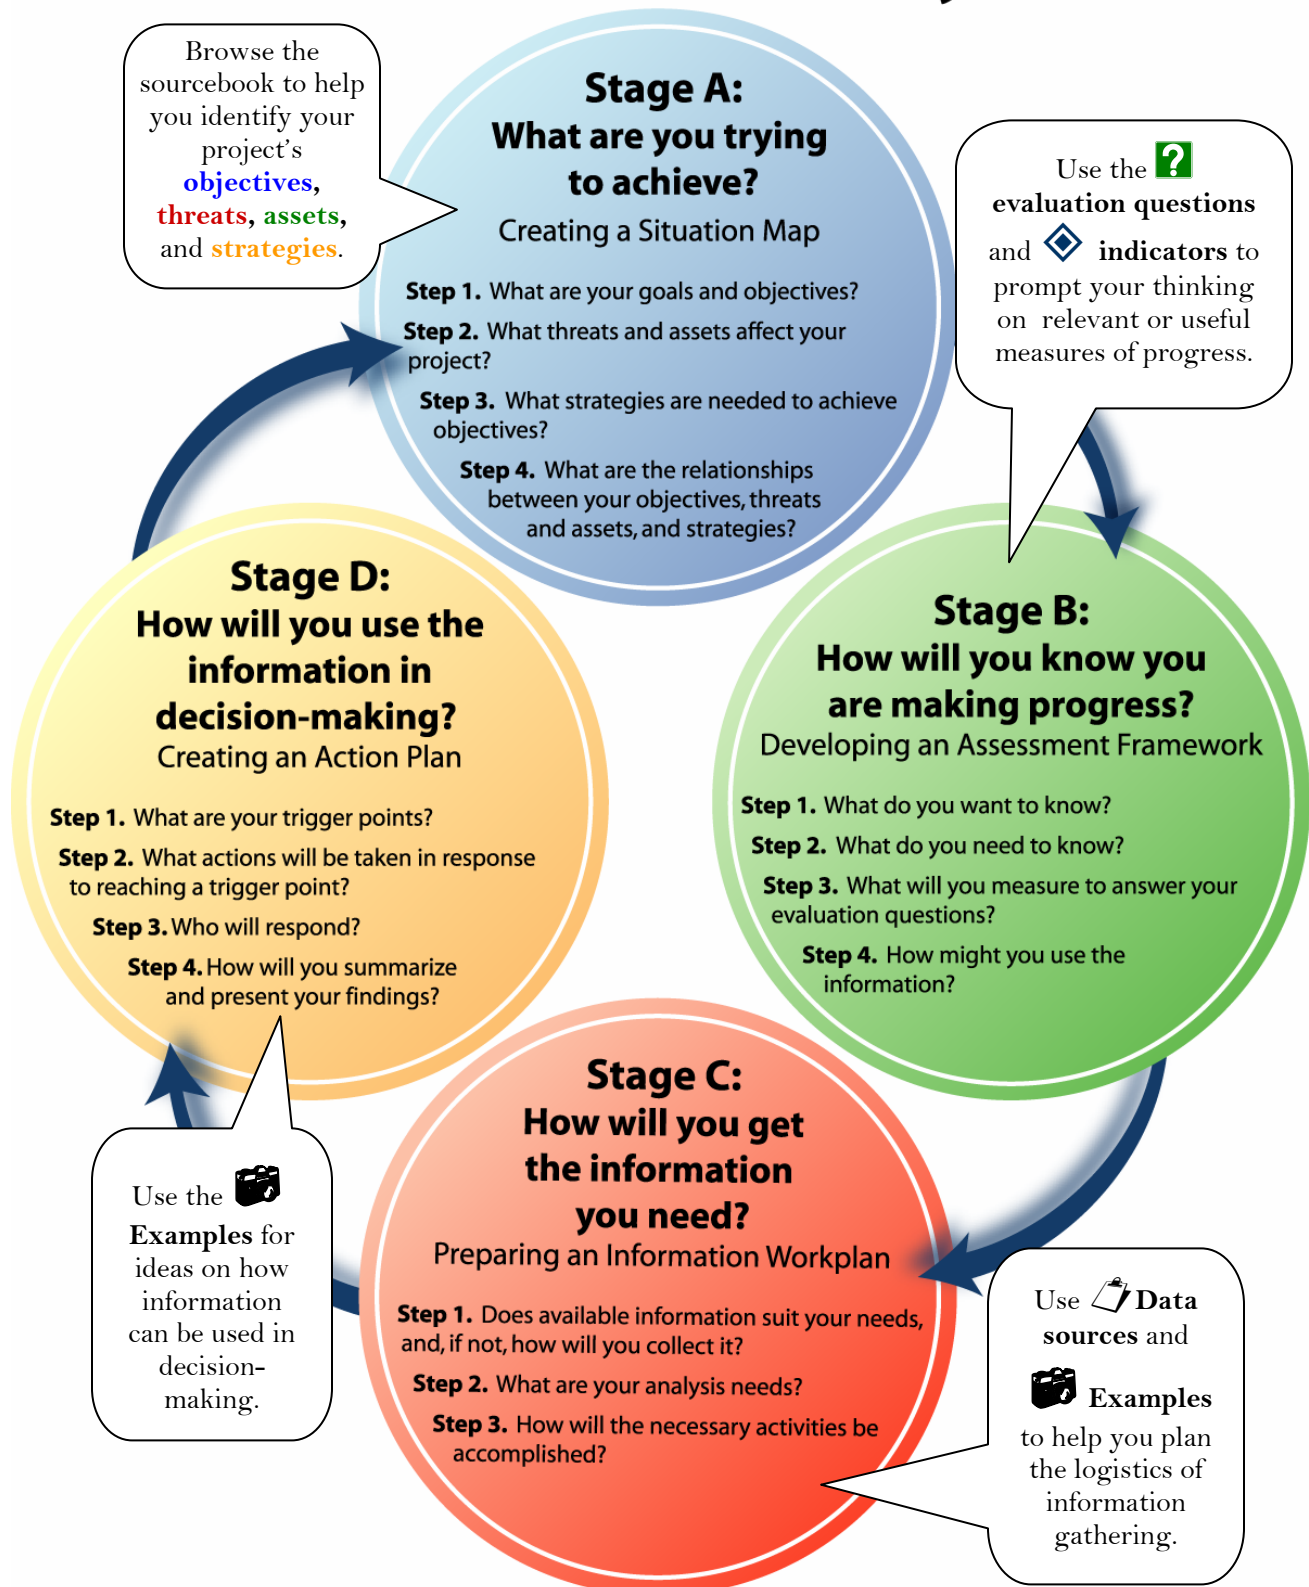 Browse the
sourcebook to help
you identify your
project's
objectives,
threats, assets,
and strategies.
Stage A:
What are you trying
to achieve?
Creating a Situation Map
Step 1. What are your goals and objectives?
Step 2. What threats and assets affect your
project?
Step 3. What strategies are needed to achieve
objectives?
Step 4. What are the relationships
between your objectives, threats
and assets, and strategies?
Use the ?
evaluation questions
and indicators to
prompt your thinking
on relevant or useful
measures of progress.
Stage B:
How will you know you
are making progress?
Developing an Assessment Framework
Step 1. What do you want to know?
Step 2. What do you need to know?
Step 3. What will you measure to answer your
evaluation questions?
Step 4. How might you use the
information?
Stage C:
How will you get
the information
you need?
Preparing an Information Workplan
Step 1. Does available information suit your needs,
and, if not, how will you collect it?
Step 2. What are your analysis needs?
Step 3. How will the necessary activities be
accomplished?
Use Data
sources and
Examples
to help you plan
the logistics of
information
gathering.
Stage D:
How will you use the
information in
decision-making?
Creating an Action Plan
Step 1. What are your trigger points?
Step 2. What actions will be taken in response
to reaching a trigger point?
Step 3. Who will respond?
Step 4. How will you summarize
and present your findings?
Use the
Examples for
ideas on how
information
can be used in
decision-
making.